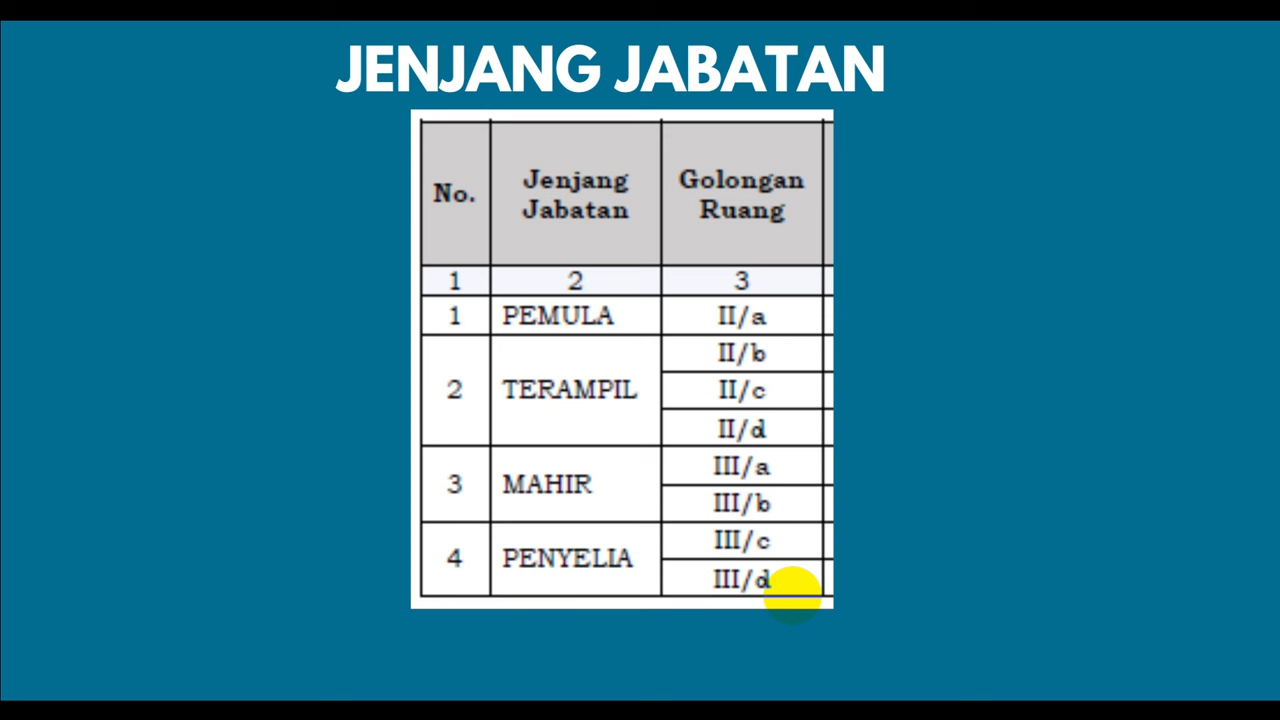 JENJANG JABATAN
No. Jenjang Jabatan Golongan Ruang
1 2 3
1 PEMULA II/a
II/b
2 TERAMPIL II/c
II/d
3 MAHIR III/a
III/b
4 PENYELIA III/c
III/d